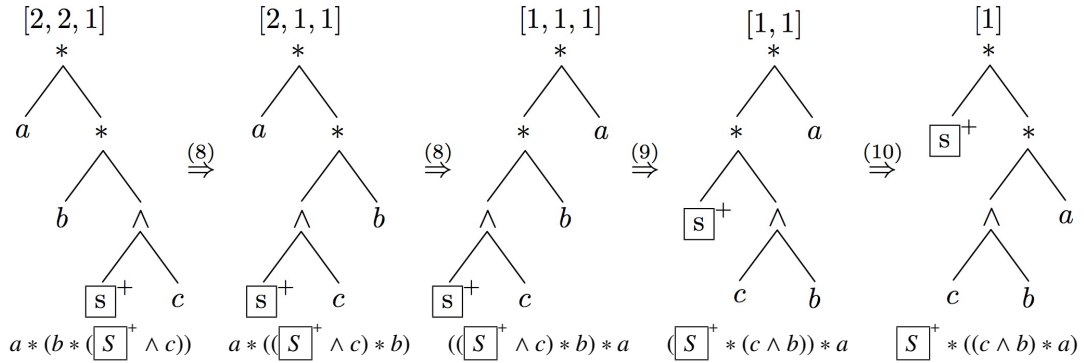 [2, 2, 1] [2, 1, 1] [1, 1, 1] [1, 1] [1]
* * * * *
a * a * * a * a s + *
(8) ⇒ (8) ⇒ (9) ⇒ (10) ⇒
b ∧ ∧ b ∧ b s + ∧ ∧ a
s + c s + c s + c c b c b
a ∗ (b ∗ ( S + ∧ c)) a ∗ (( S + ∧ c) ∗ b) (( S + ∧ c) ∗ b) ∗ a ( S + ∗ (c ∧ b)) ∗ a S + ∗ ((c ∧ b) ∗ a)